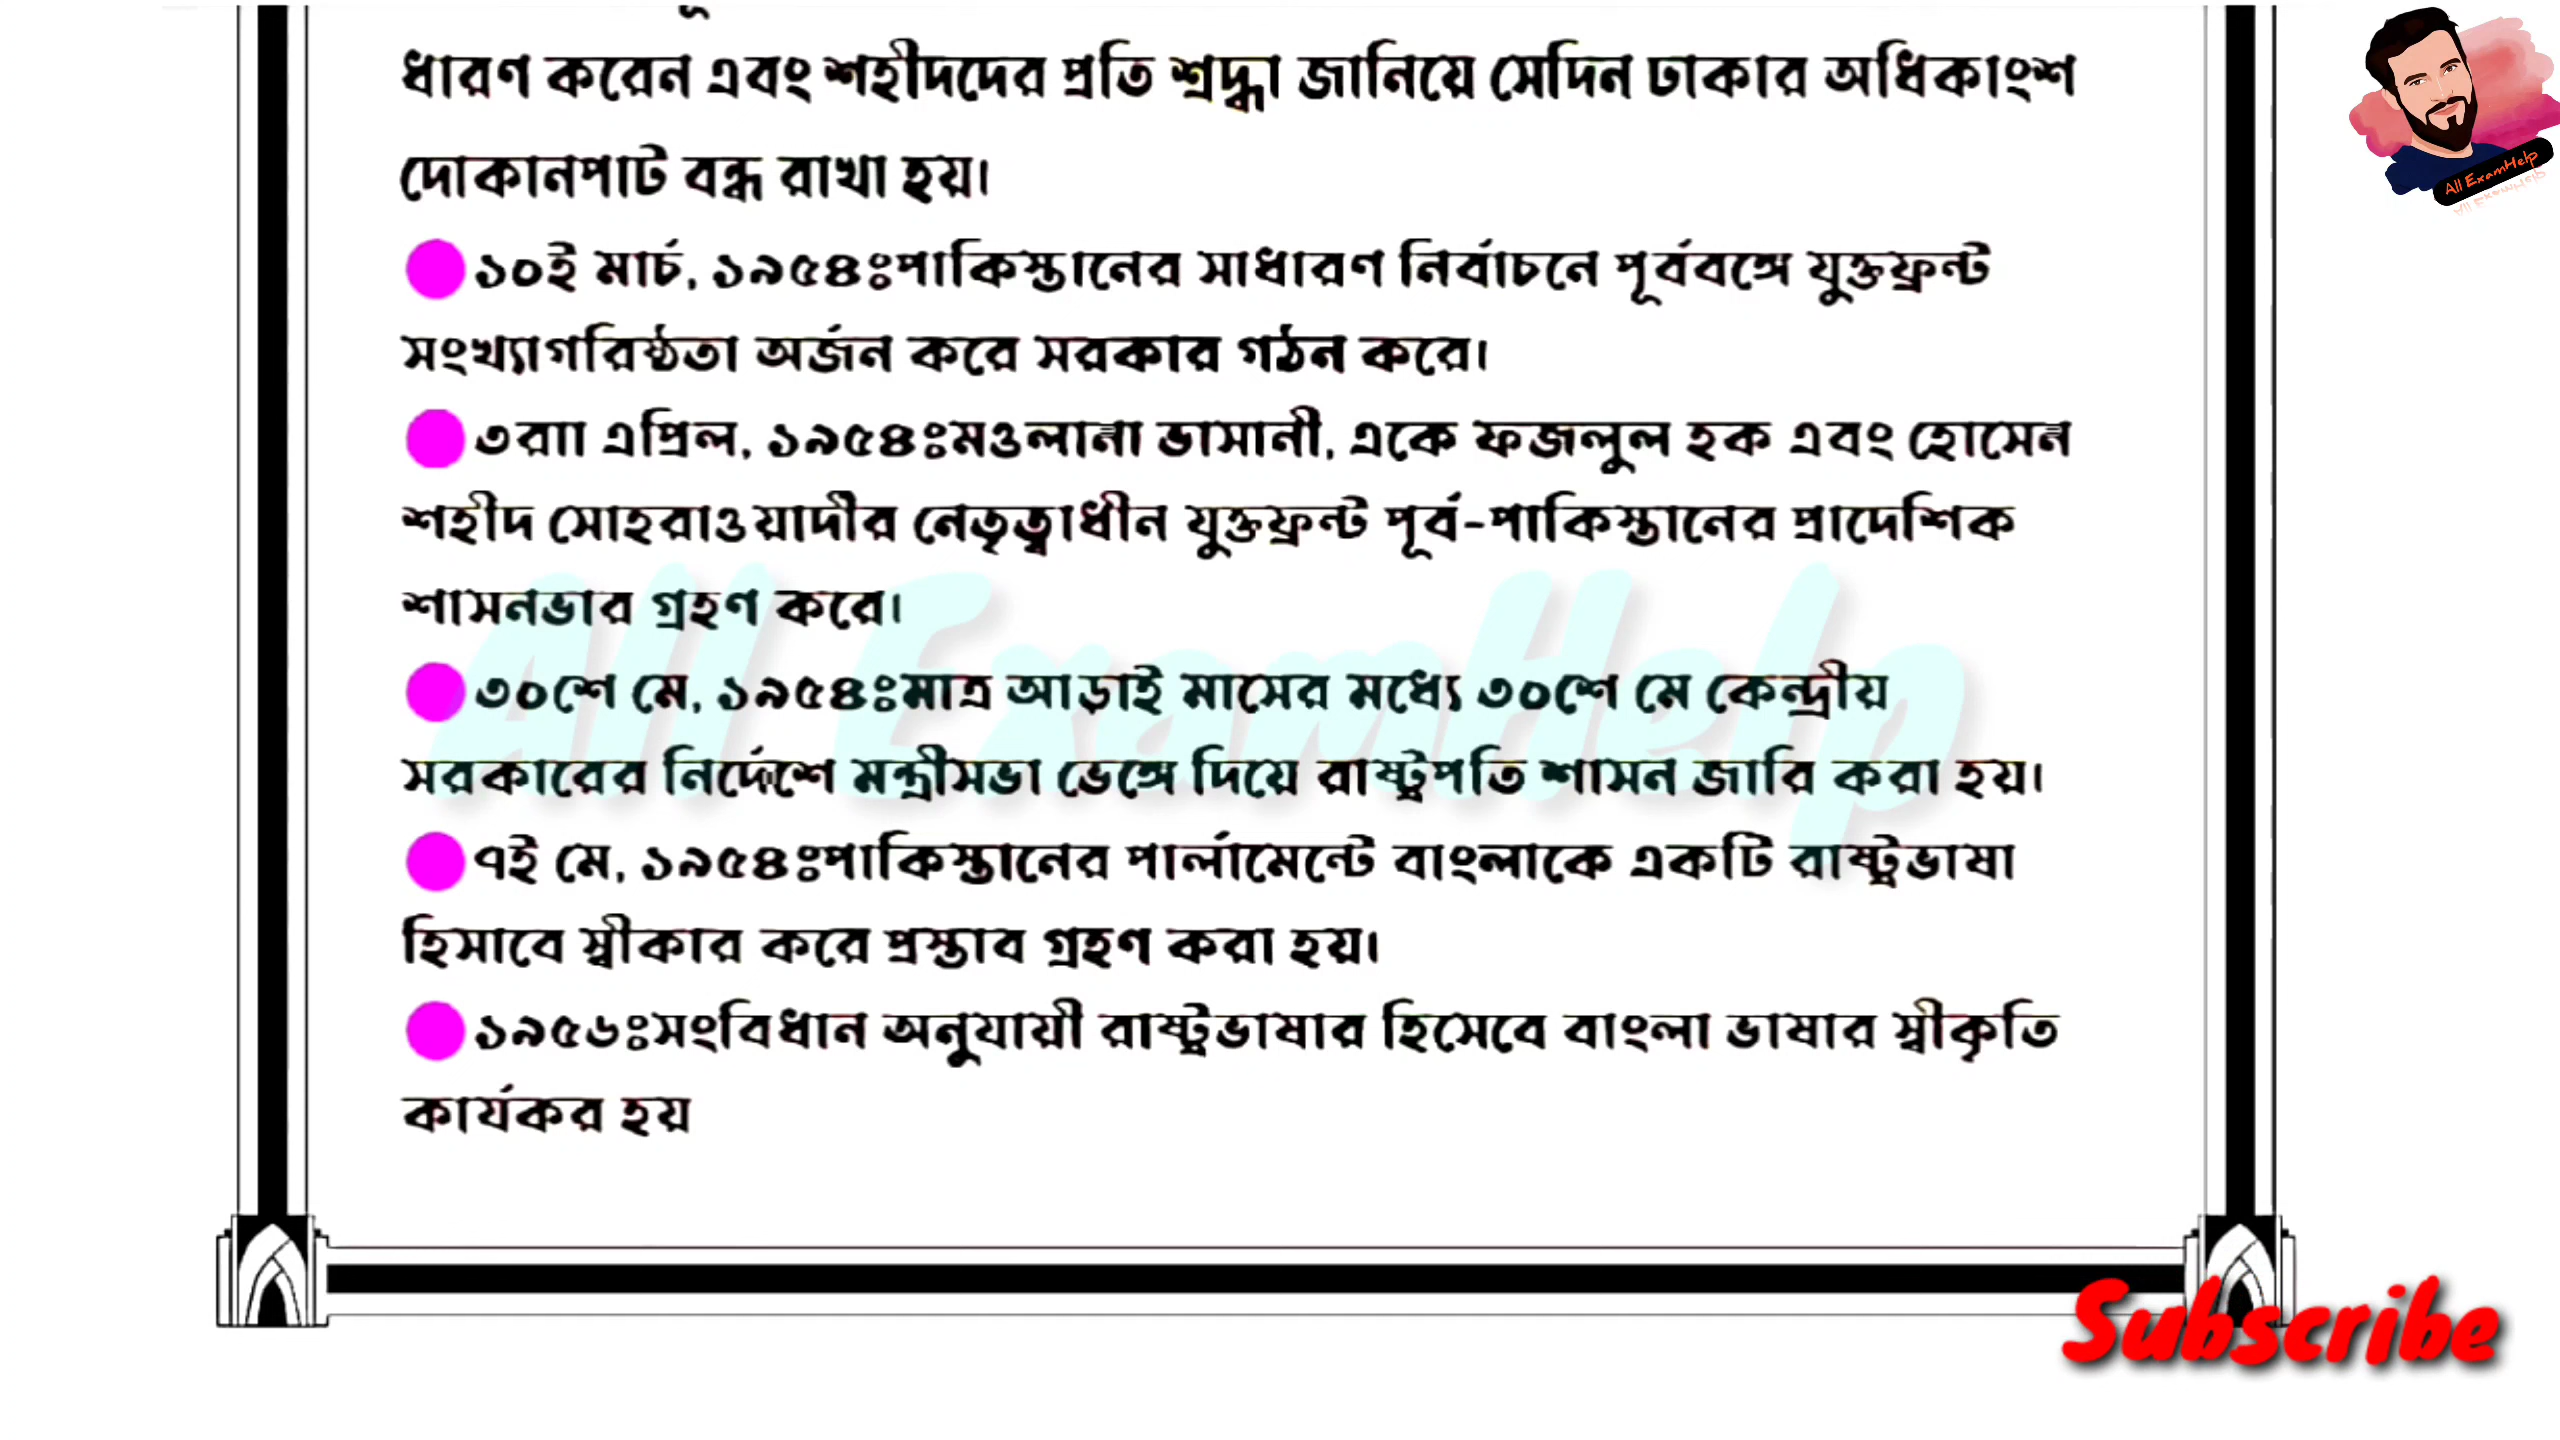 ধারণ করেন এবং শহীদদের প্রতি শ্রদ্ধা জানিয়ে সেদিন ঢাকার অধিকাংশ
দোকানপাট বন্ধ রাখা হয়।
১০ই মার্চ, ১৯৫৪ঃপাকিস্তানের সাধারণ নির্বাচনে পূর্ববঙ্গে যুক্তফ্রন্ট
সংখ্যাগরিষ্ঠতা অর্জন করে সরকার গঠন করে।
৩রাা এপ্রিল, ১৯৫৪ঃমওলানা ভাসানী, একে ফজলুল হক এবং হোসেন
শহীদ সোহরাওয়াদীর নেতৃত্বাধীন যুক্তফ্রন্ট পূর্ব-পাকিস্তানের প্রাদেশিক
শাসনভার গ্রহণ করে।
৩০শে মে, ১৯৫৪ঃমাত্র আড়াই মাসের মধ্যে ৩০শে মে কেন্দ্রীয়
সরকারের নির্দেশে মন্ত্রীসভা ভেঙ্গে দিয়ে রাষ্ট্রপতি শাসন জারি করা হয়।
৭ই মে, ১৯৫৪ঃপাকিস্তানের পার্লামেন্টে বাংলাকে একটি রাষ্ট্রভাষা
হিসাবে স্বীকার করে প্রস্তাব গ্রহণ করা হয়।
১৯৫৬ঃসংবিধান অনুযায়ী রাষ্ট্রভাষার হিসেবে বাংলা ভাষার স্বীকৃতি
কার্যকর হয়
All ExamHelp
All ExamHelp
Subscribe